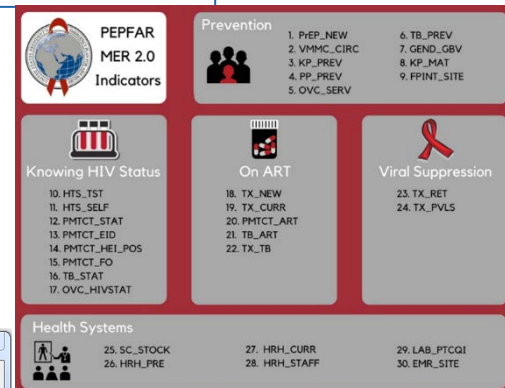 PEPFAR
MER 2.0
Indicators
Prevention
1. PrEP_NEW
2. VMMC_CIRC
3. KP_PREV
4. PP_PREV
5. OVC_SERV
6. TB_PREV
7. GEND_GBV
8. KP_MAT
9. FPINT_SITE
Knowing HIV Status
10. HTS_TST
11. HTS_SELF
12. PMTCT_STAT
13. PMTCT_EID
14. PMTCT_HEI_POS
15. PMTCT_FO
16. TB_STAT
17. OVC_HIVSTAT
On ART
18. TX_NEW
19. TX_CURR
20. PMTCT_ART
21. TB_ART
22. TX_TB
Viral Suppression
23. TX_RET
24. TX_PVLS
Health Systems
25. SC_STOCK
26. HRH_PRE
27. HRH_CURR
28. HRH_STAFF
29. LAB_PTCQI
30. EMR_SITE